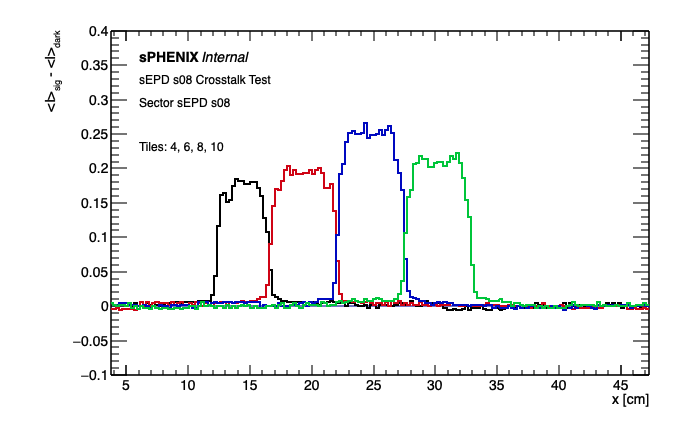 <I>sig - <I>dark
0.4
0.35
0.3
0.25
0.2
0.15
0.1
0.05
0
−0.05
−0.1
sPHENIX Internal
sEPD s08 Crosstalk Test
Sector sEPD s08
Tiles: 4, 6, 8, 10
5 10 15 20 25 30 35 40 45
x [cm]